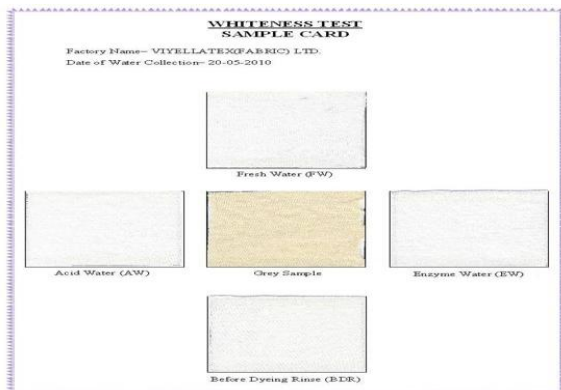 WHITENESS TEST
SAMPLE CARD
Factory Name– VIYELLATEX(FABRIC) LTD.
Date of Water Collection– 20-05-2010
Fresh Water (FW)
Acid Water (AW)
Grey Sample
Enzyme Water (EW)
Before Dyeing Rinse (BDR)